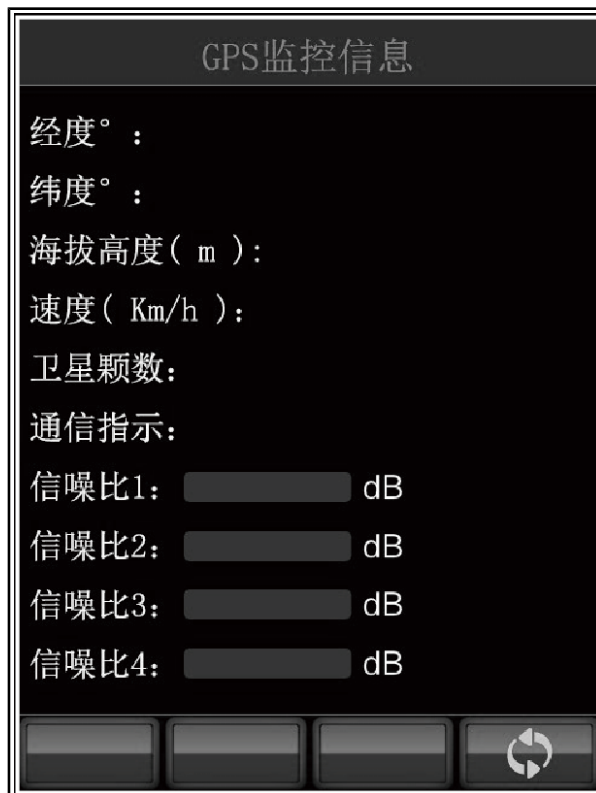 GPS监控信息
经度° ：
纬度° ：
海拔高度( m ):
速度( Km/h )：
卫星颗数：
通信指示：
信噪比1： dB
信噪比2： dB
信噪比3： dB
信噪比4： dB